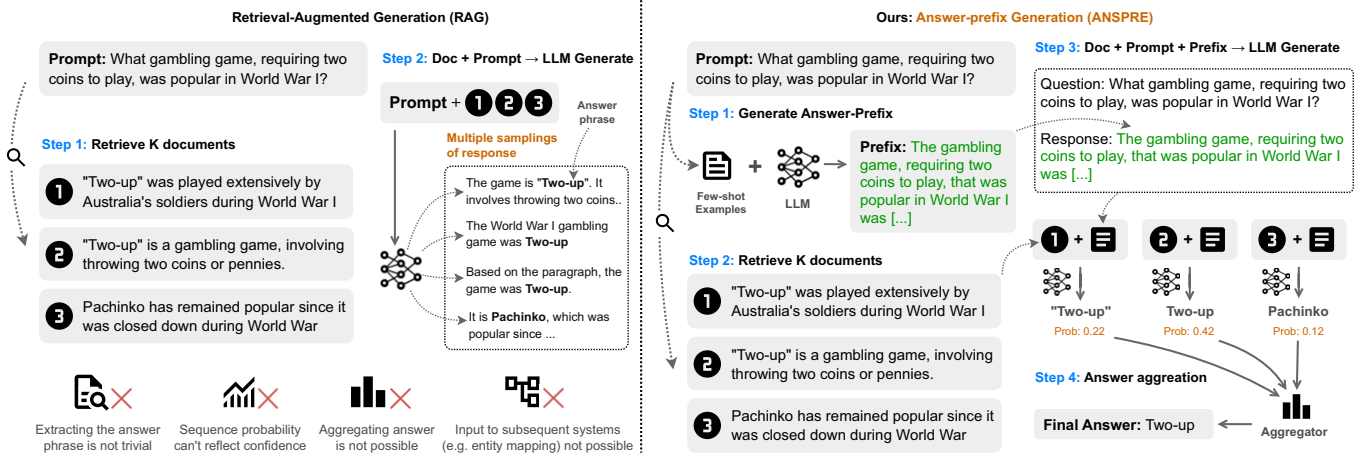 Retrieval-Augmented Generation (RAG)
Prompt: What gambling game, requiring two
coins to play, was popular in World War I?
Step 1: Retrieve K documents
1 "Two-up" was played extensively by
Australia's soldiers during World War I
2 "Two-up" is a gambling game, involving
throwing two coins or pennies.
3 Pachinko has remained popular since it
was closed down during World War
Step 2: Doc + Prompt → LLM Generate
Prompt + 1 2 3
Answer
phrase
Multiple samplings
of response
The game is "Two-up". It
involves throwing two coins..
The World War I gambling
game was Two-up
Based on the paragraph, the
game was Two-up.
It is Pachinko, which was
popular since ...
Extracting the answer
phrase is not trivial
Sequence probability
can't reflect confidence
Aggregating answer
is not possible
Input to subsequent systems
(e.g. entity mapping) not possible
Ours: Answer-prefix Generation (ANSPRE)
Prompt: What gambling game, requiring two
coins to play, was popular in World War I?
Step 1: Generate Answer-Prefix
Few-shot
Examples
+
LLM
Prefix: The gambling
game, requiring two
coins to play, that was
popular in World War I
was [...]
Step 2: Retrieve K documents
1 "Two-up" was played extensively by
Australia's soldiers during World War I
2 "Two-up" is a gambling game, involving
throwing two coins or pennies.
3 Pachinko has remained popular since it
was closed down during World War
Step 3: Doc + Prompt + Prefix → LLM Generate
Question: What gambling game, requiring two
coins to play, was popular in World War I?
Response: The gambling game, requiring two
coins to play, that was popular in World War I
was [...]
1 + 2 + 3 +
"Two-up" Two-up Pachinko
Prob: 0.22 Prob: 0.42 Prob: 0.12
Step 4: Answer aggreation
Final Answer: Two-up
Aggregator